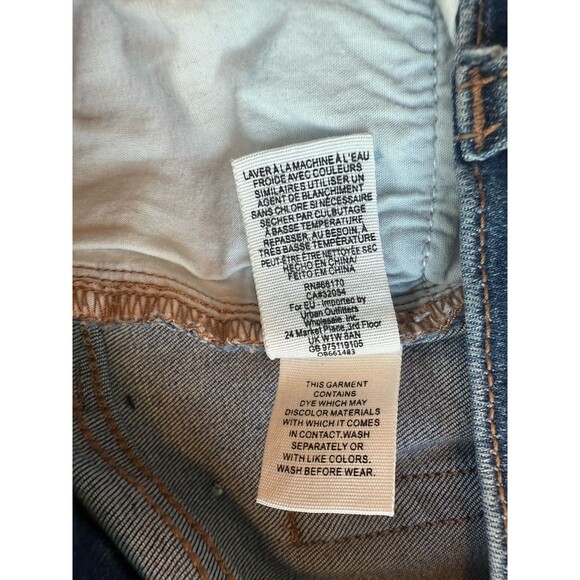 LAVER À LA MACHINE À L'EAU
FROIDE AVEC COULEURS
SIMILAIRES UTILISER UN
AGENT DE BLANCHIMENT
SANS CHLORE SI NÉCESSAIRE
SÉCHER PAR CULBUTAGE
À BASSE TEMPÉRATURE
REPASSER, AU BESOIN, À
TRÈS BASSE TEMPÉRATURE
PEUT-ÊTRE ÊTRE NETTOYÉE SEC
HECHO EN CHINA/
FEITO EM CHINA
RN#66170
CA#32054
For EU - Imported by
Urban Outfitters
Wholesale, Inc.
24 Market Place, 3rd Floor
UK W1W 8AN
GB 975119105
OB661483
THIS GARMENT
CONTAINS
DYE WHICH MAY
DISCOLOR MATERIALS
WITH WHICH IT COMES
IN CONTACT.WASH
SEPARATELY OR
WITH LIKE COLORS.
WASH BEFORE WEAR.